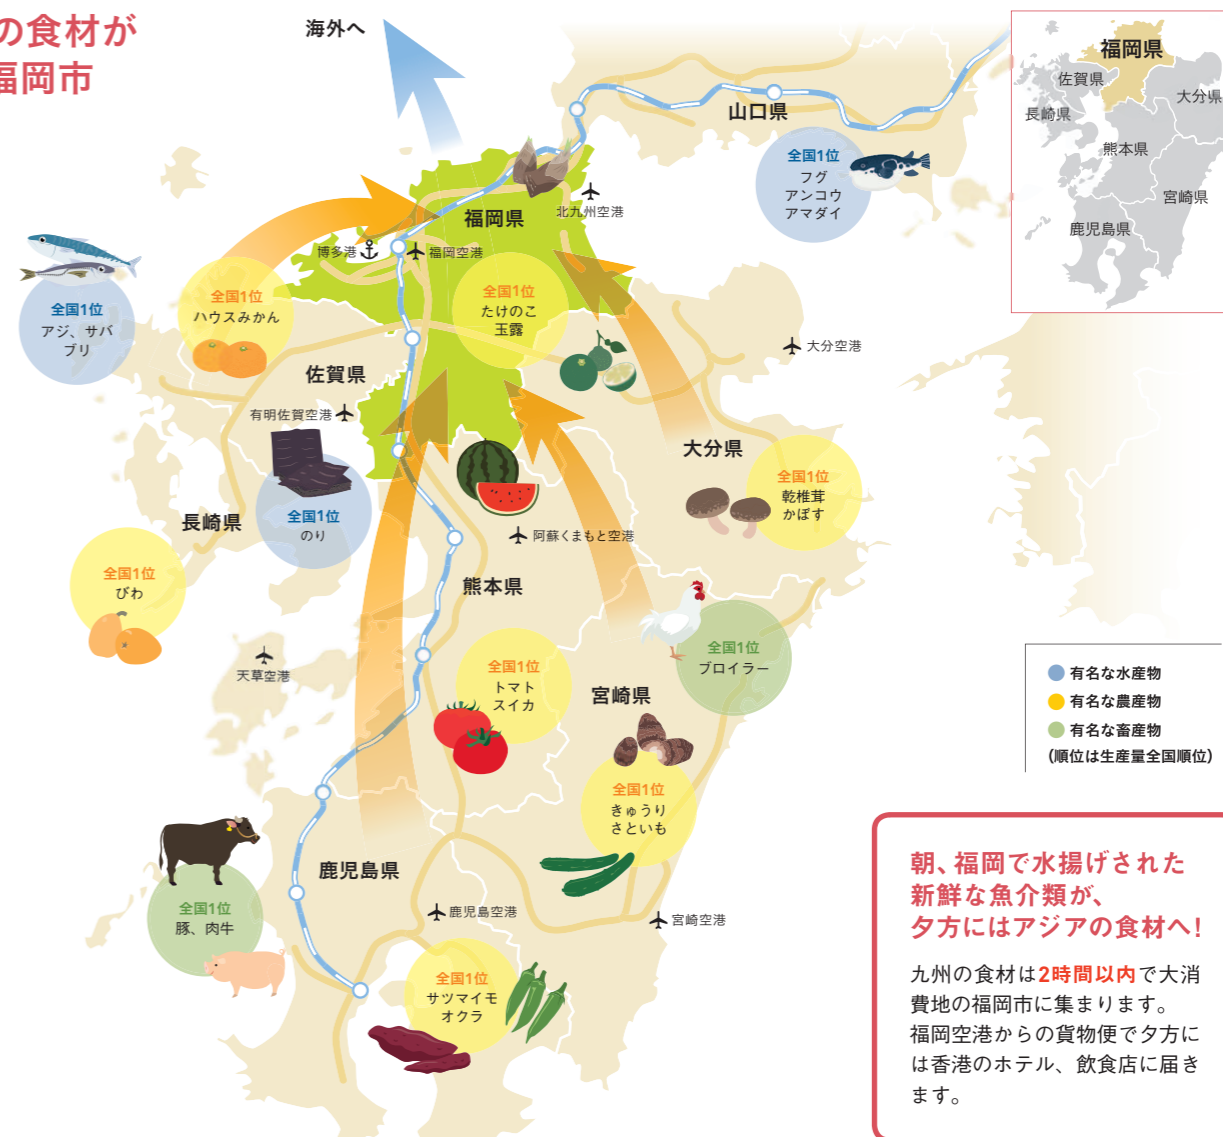 の食材が
福岡市
海外へ
山口県
全国1位
フグ
アンコウ
アマダイ
福岡県
佐賀県
長崎県
大分県
熊本県
宮崎県
鹿児島県
北九州空港
福岡県
博多港
福岡空港
全国1位
たけのこ
玉露
全国1位
アジ、サバ
ブリ
全国1位
ハウスみかん
佐賀県
有明佐賀空港
大分空港
大分県
全国1位
乾椎茸
かぼす
長崎県
全国1位
のり
阿蘇くまもと空港
全国1位
びわ
熊本県
天草空港
全国1位
トマト
スイカ
全国1位
ブロイラー
宮崎県
全国1位
きゅうり
さといも
有名な水産物
有名な農産物
有名な畜産物
(順位は生産量全国順位)
鹿児島県
全国1位
豚、肉牛
鹿児島空港
宮崎空港
全国1位
サツマイモ
オクラ
朝、福岡で水揚げされた
新鮮な魚介類が、
夕方にはアジアの食材へ!
九州の食材は2時間以内で大消
費地の福岡市に集まります。
福岡空港からの貨物便で夕方に
は香港のホテル、飲食店に届き
ます。